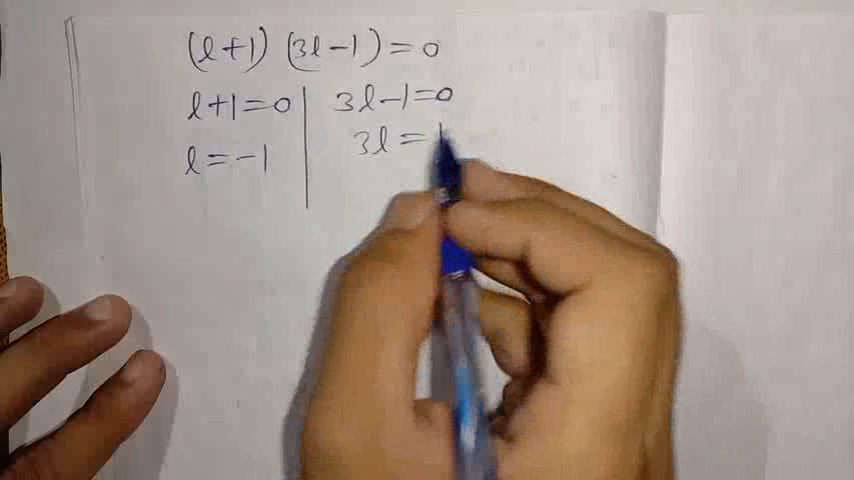 (l+1) (3l-1) = 0
l+1=0 | 3l-1=0
l=-1 | 3l=1